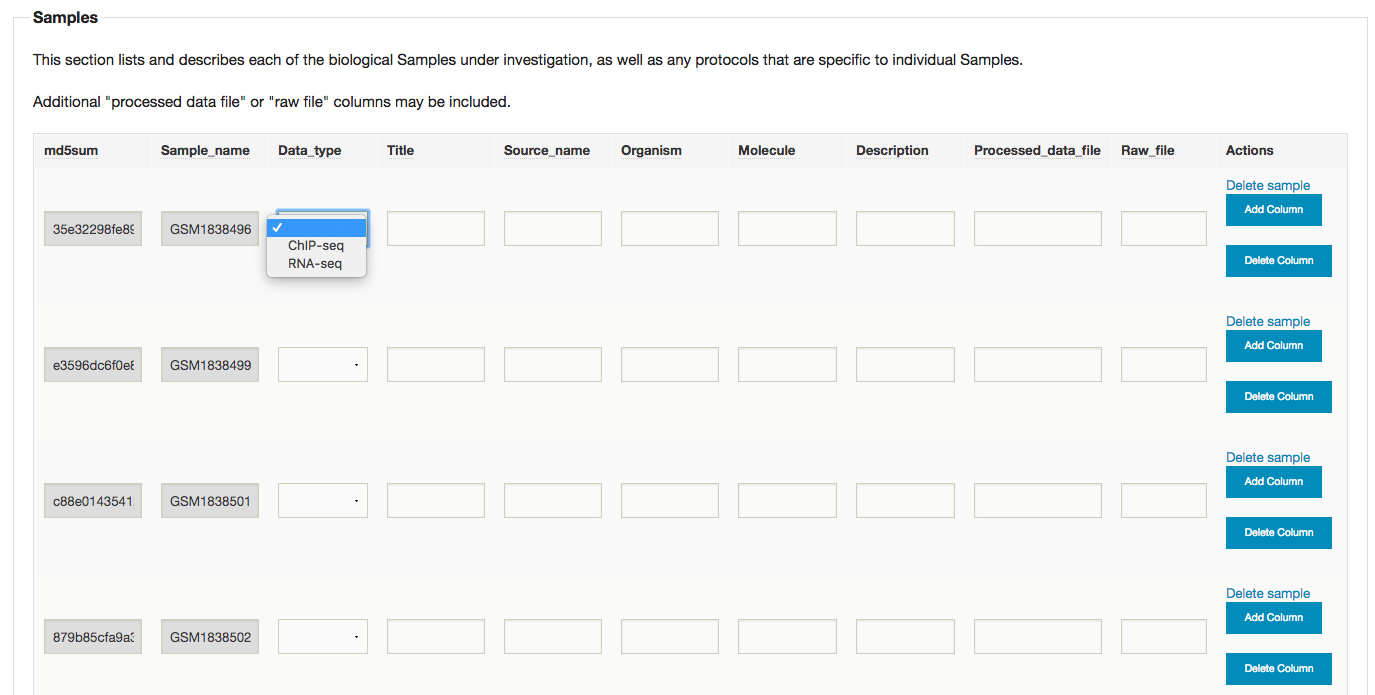 Samples
This section lists and describes each of the biological Samples under investigation, as well as any protocols that are specific to individual Samples.
Additional "processed data file" or "raw file" columns may be included.
md5sum Sample_name Data_type Title Source_name Organism Molecule Description Processed_data_file Raw_file Actions
Delete sample
Add Column
35e32298fe89 GSM1838496
ChIP-seq
RNA-seq
Delete Column
Delete sample
Add Column
e3596dc6f0e8 GSM1838499
Delete Column
Delete sample
Add Column
c88e0143541 GSM1838501
Delete Column
Delete sample
Add Column
879b85cfa9a3 GSM1838502
Delete Column